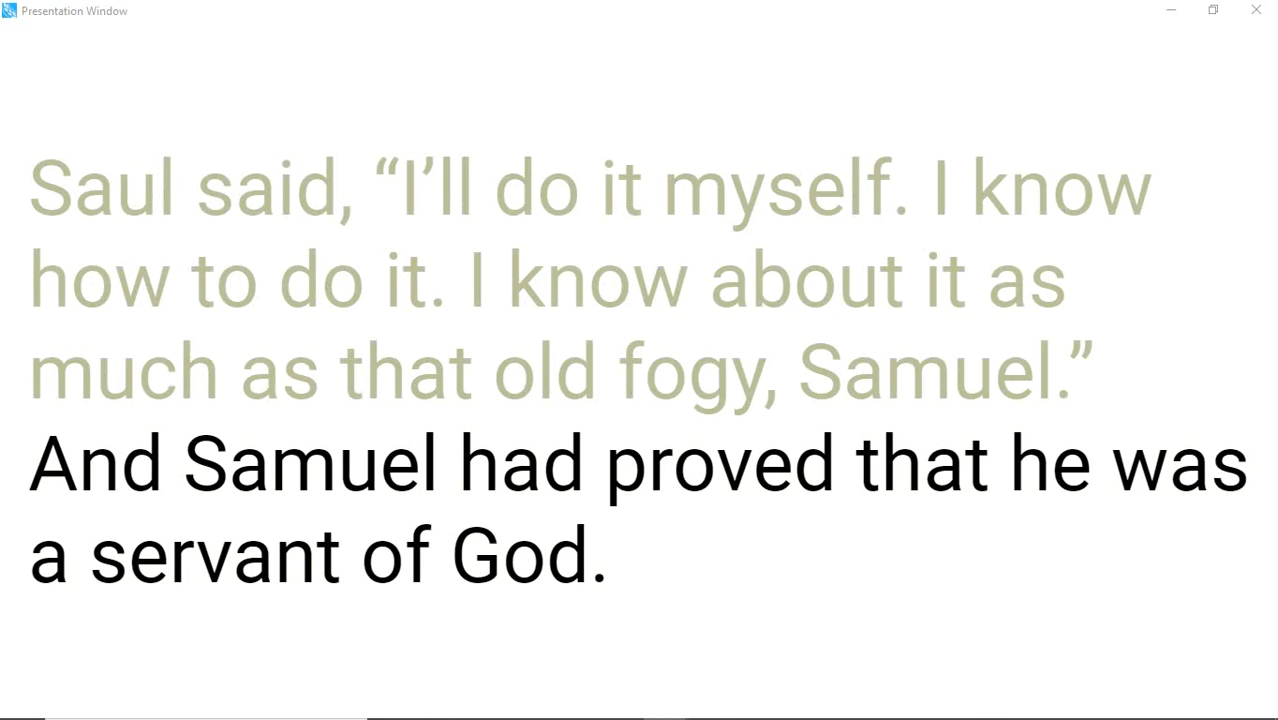 Presentation Window
Saul said, “I’ll do it myself. I know
how to do it. I know about it as
much as that old fogy, Samuel.”
And Samuel had proved that he was
a servant of God.